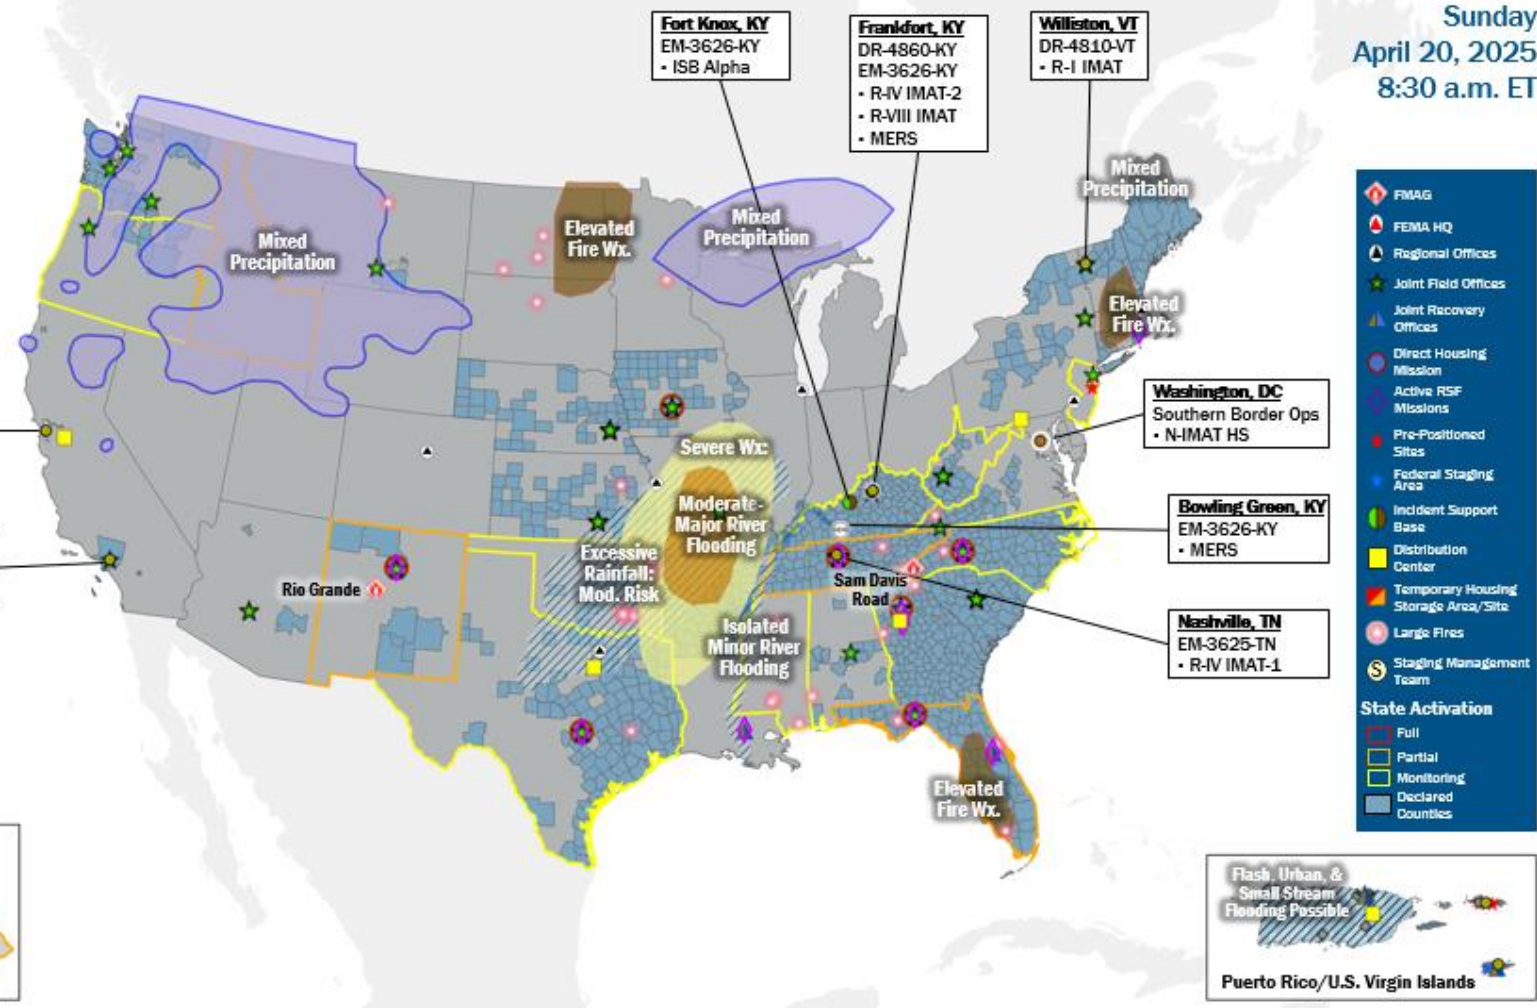 Sunday
April 20, 2025
8:30 a.m. ET
Fort Knox, KY
EM-3626-KY
• ISB Alpha
Frankfort, KY
DR-4860-KY
EM-3626-KY
• R-IV IMAT-2
• R-VIII IMAT
• MERS
Williston, VT
DR-4810-VT
• R-I IMAT
Mixed
Precipitation
Elevated
Fire Wx.
Mixed
Precipitation
Mixed
Precipitation
Elevated
Fire Wx.
Washington, DC
Southern Border Ops
• N-IMAT HS
Severe Wx:
Moderate-
Major River
Flooding
Bowling Green, KY
EM-3626-KY
• MERS
Excessive
Rainfall:
Mod. Risk
Rio Grande
Sam Davis
Road
Isolated
Minor River
Flooding
Nashville, TN
EM-3625-TN
• R-IV IMAT-1
Elevated
Fire Wx.
FMAG
FEMA HQ
Regional Offices
Joint Field Offices
Joint Recovery
Offices
Direct Housing
Mission
Active RSF
Missions
Pre-Positioned
Sites
Federal Staging
Area
Incident Support
Base
Distribution
Center
Temporary Housing
Storage Area/Site
Large Fires
S
Staging Management
Team
State Activation
Full
Partial
Monitoring
Declared
Counties
Flash, Urban, &
Small Stream
Flooding Possible
Puerto Rico/U.S. Virgin Islands